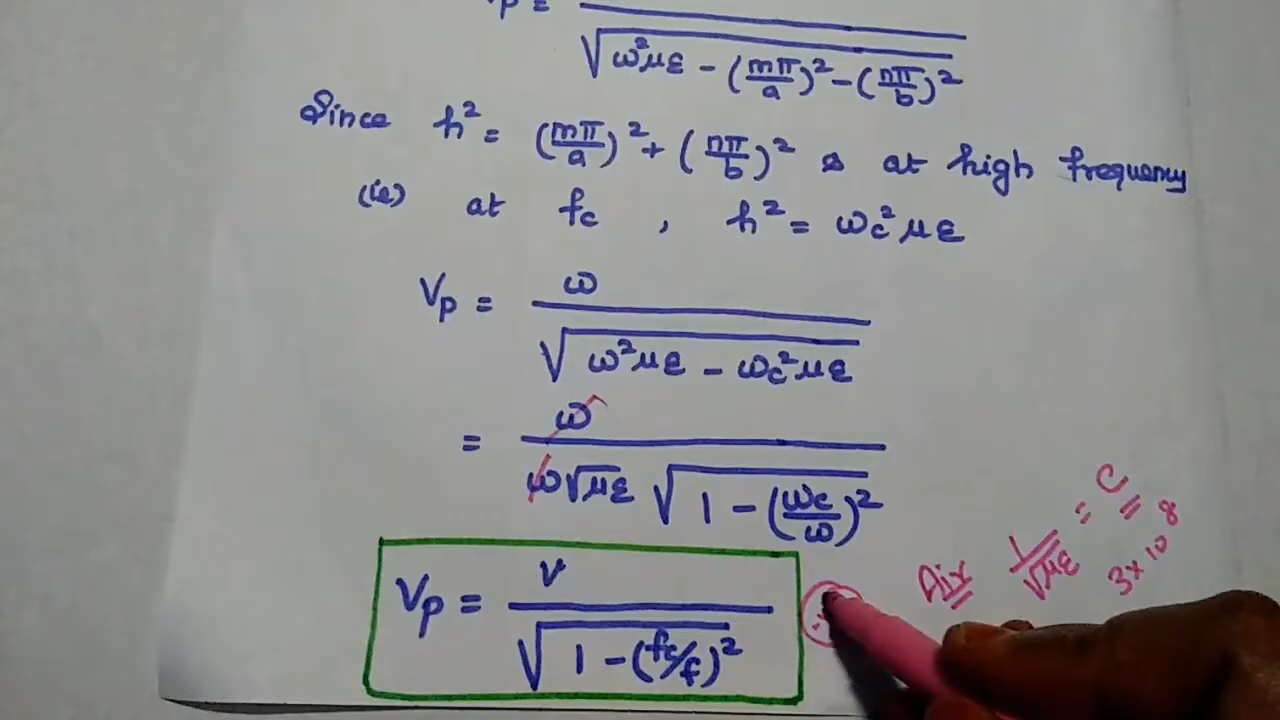 Vp =
√ω²με - (mπ/a)² - (nπ/b)²
Since h² = (mπ/a)² + (nπ/b)² & at high frequency
(ie) at fc , h² = ωc²με
Vp = ω / √ω²με - ωc²με
= ω / ω√με √1 - (ωc/ω)²
Vp = v / √1 - (fc/f)²
Air 1/√με = C
3×10⁸